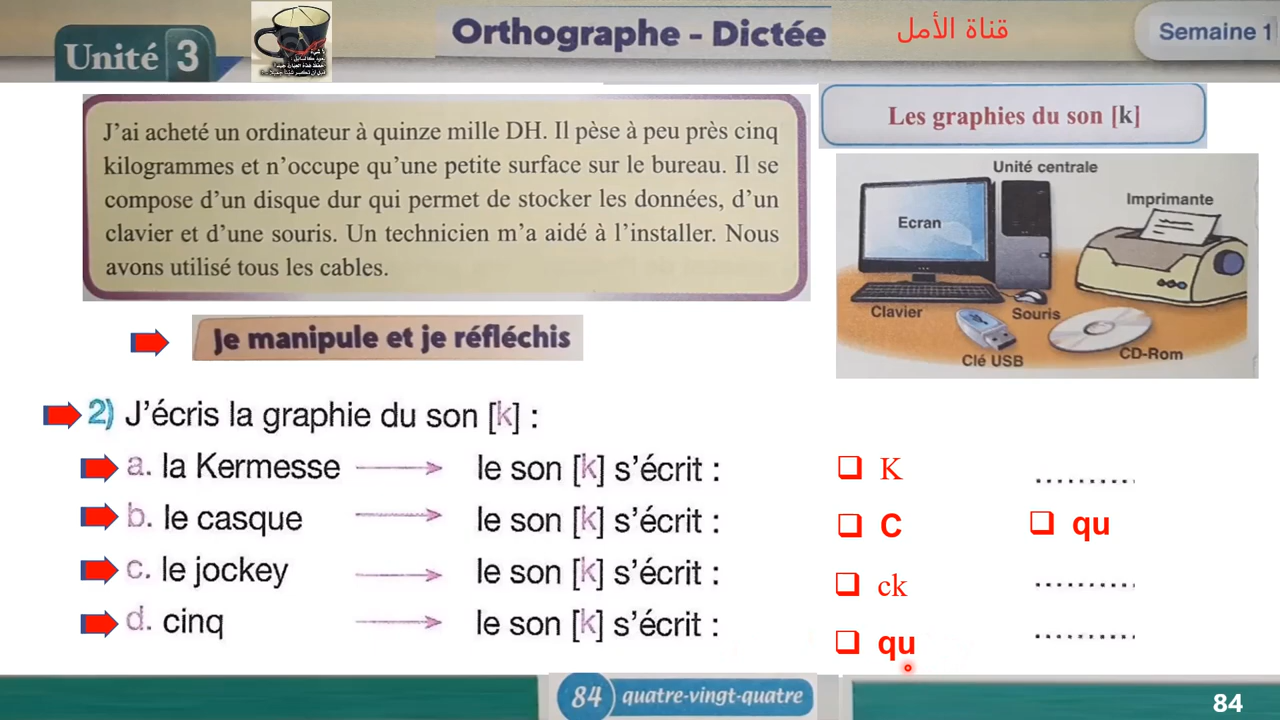 Unité 3
Orthographe - Dictée
قناة الأمل
Semaine 1
J'ai acheté un ordinateur à quinze mille DH. Il pèse à peu près cinq
kilogrammes et n'occupe qu'une petite surface sur le bureau. Il se
compose d'un disque dur qui permet de stocker les données, d'un
clavier et d'une souris. Un technicien m'a aidé à l'installer. Nous
avons utilisé tous les cables.
Les graphies du son [k]
Unité centrale
Ecran
Imprimante
Clavier
Souris
Clé USB
CD-Rom
Je manipule et je réfléchis
2) J'écris la graphie du son [k] :
a. la Kermesse le son [k] s'écrit : K ..........
b. le casque le son [k] s'écrit : C qu
c. le jockey le son [k] s'écrit : ck ..........
d. cinq le son [k] s'écrit : qu ..........
84 quatre-vingt-quatre
84